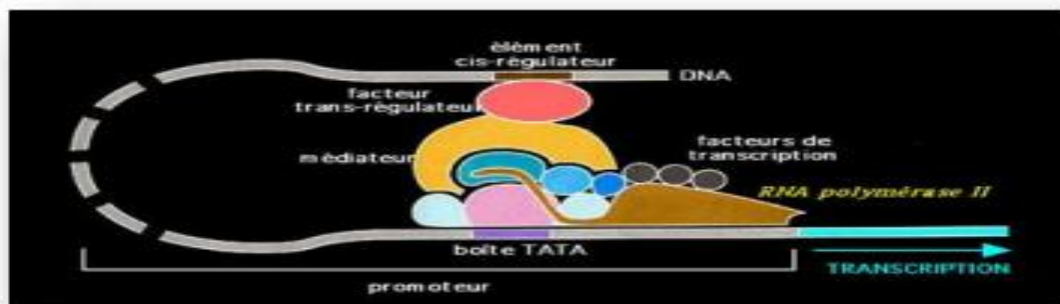 élément
cis-régulateur
DNA
facteur
trans-régulateur
médiateur
facteurs de
transcription
RNA polymérase II
boîte TATA
TRANSCRIPTION
promoteur